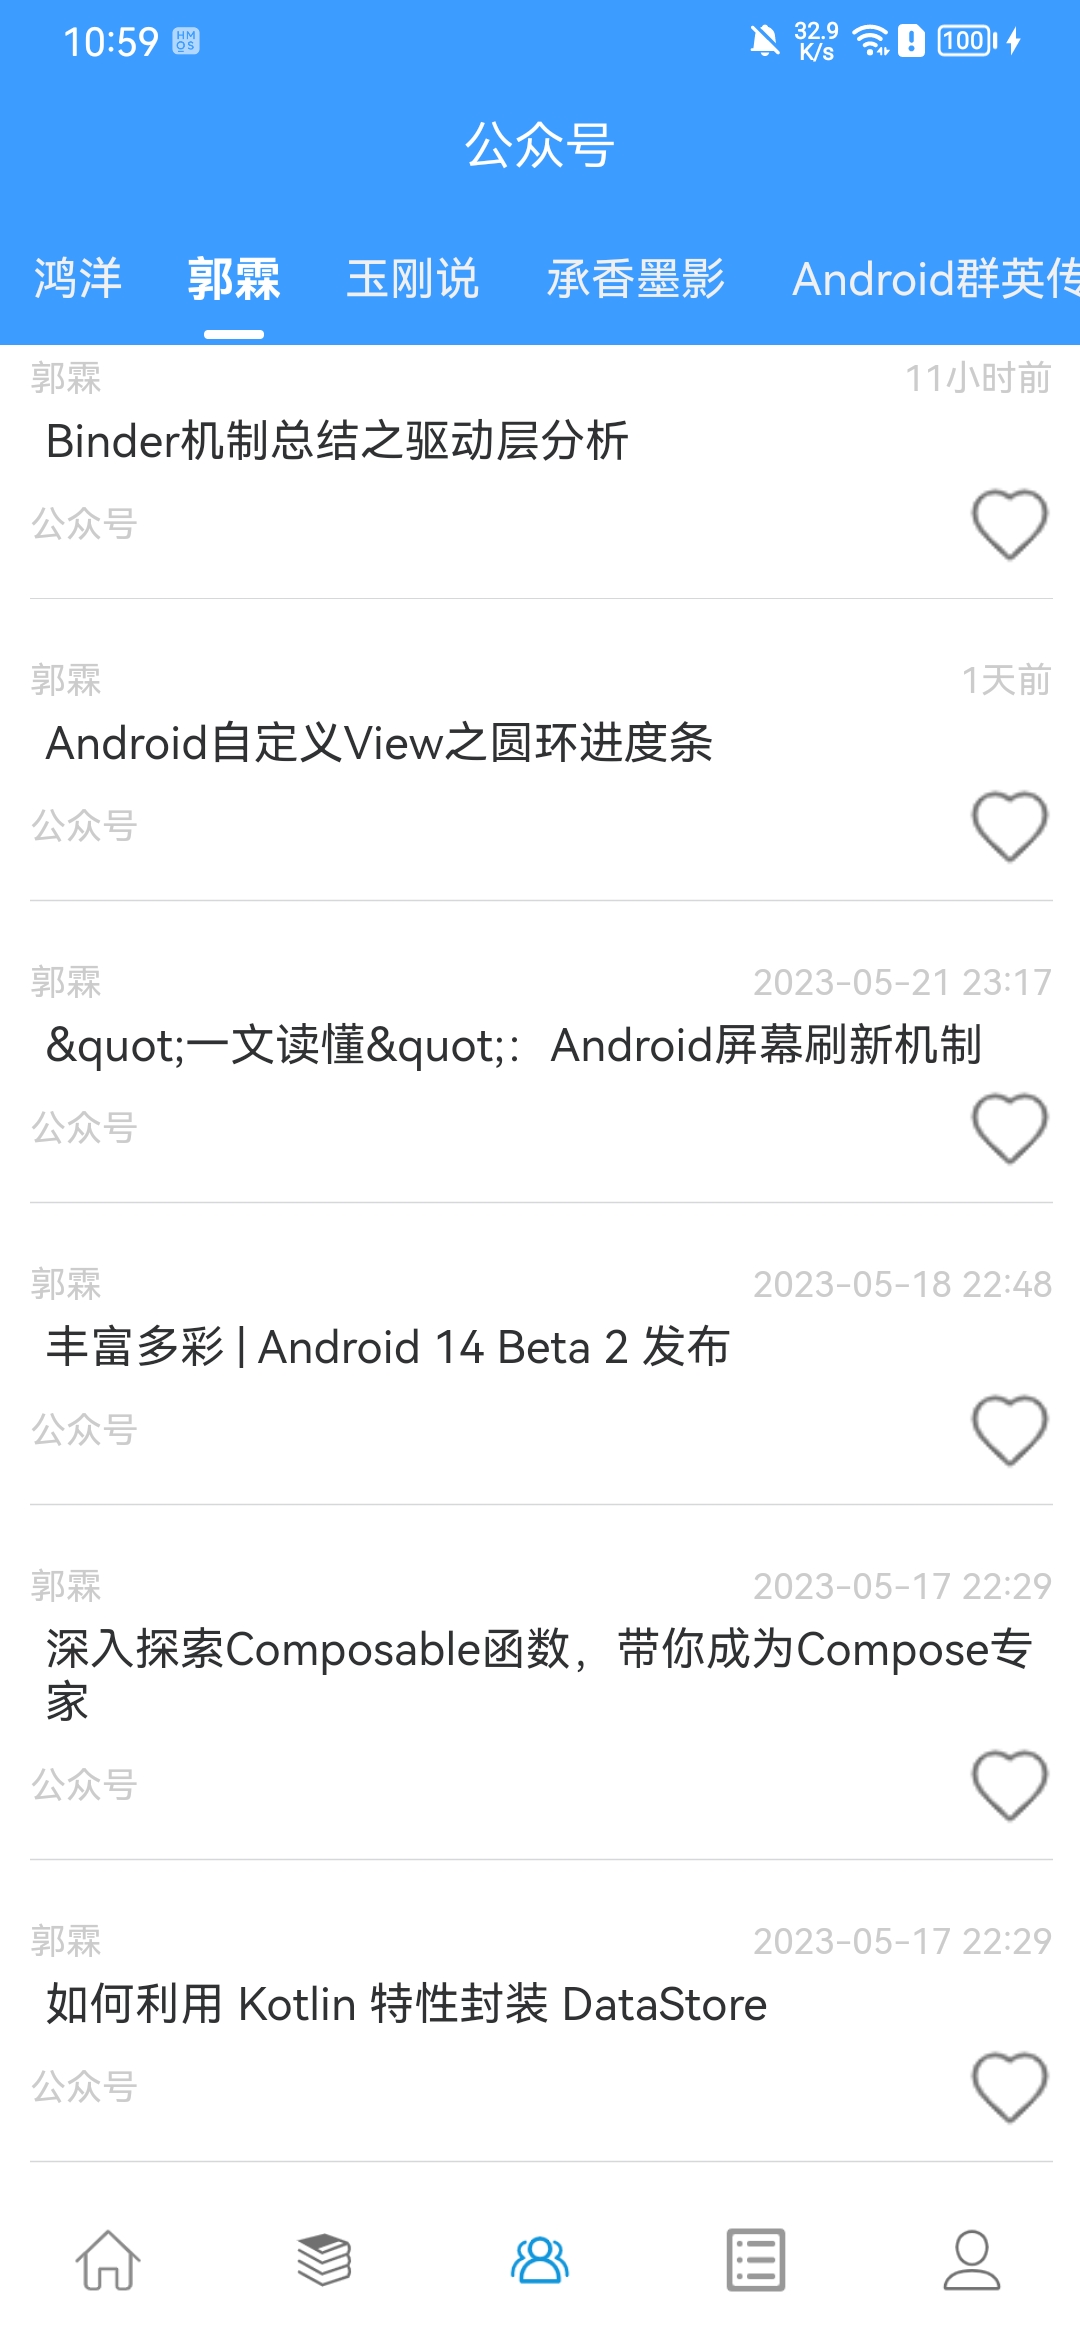 10:59
HM
OS
32.9
K/s
100
公众号
鸿洋
郭霖
玉刚说
承香墨影
Android群英传
郭霖
11小时前
Binder机制总结之驱动层分析
公众号
郭霖
1天前
Android自定义View之圆环进度条
公众号
郭霖
2023-05-21 23:17
&quot;一文读懂&quot;：Android屏幕刷新机制
公众号
郭霖
2023-05-18 22:48
丰富多彩 | Android 14 Beta 2 发布
公众号
郭霖
2023-05-17 22:29
深入探索Composable函数，带你成为Compose专
家
公众号
郭霖
2023-05-17 22:29
如何利用 Kotlin 特性封装 DataStore
公众号